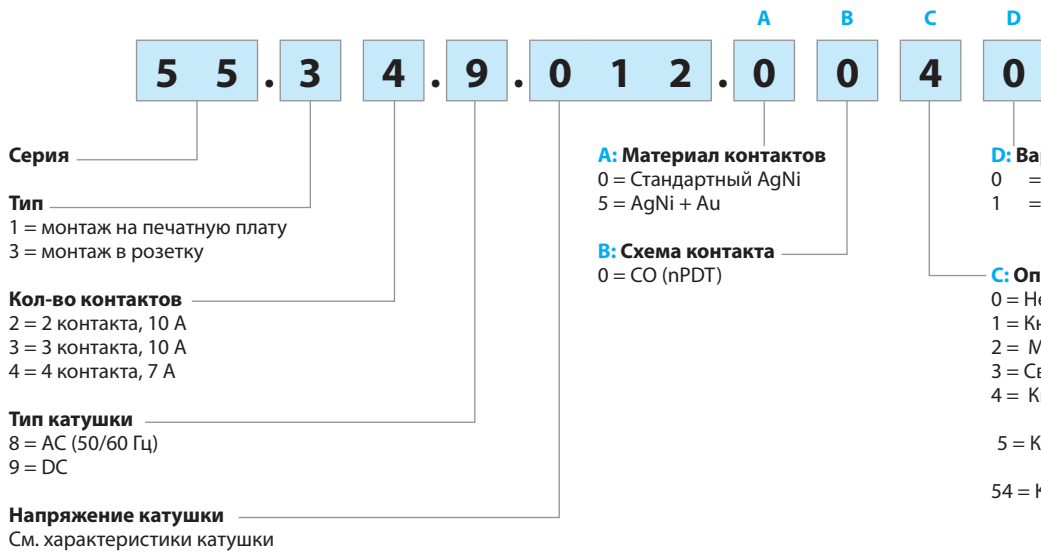 A B C D
5 5 . 3 4 . 9 . 0 1 2 . 0 0 4 0
Серия
Тип
1 = монтаж на печатную плату
3 = монтаж в розетку
Кол-во контактов
2 = 2 контакта, 10 А
3 = 3 контакта, 10 А
4 = 4 контакта, 7 А
Тип катушки
8 = AC (50/60 Гц)
9 = DC
Напряжение катушки
См. характеристики катушки
A: Материал контактов
0 = Стандартный AgNi
5 = AgNi + Au
B: Схема контакта
0 = CO (nPDT)
D:
0 =
1 =
C:
0 =
1 =
2 =
3 =
4 =
5 =
54 =